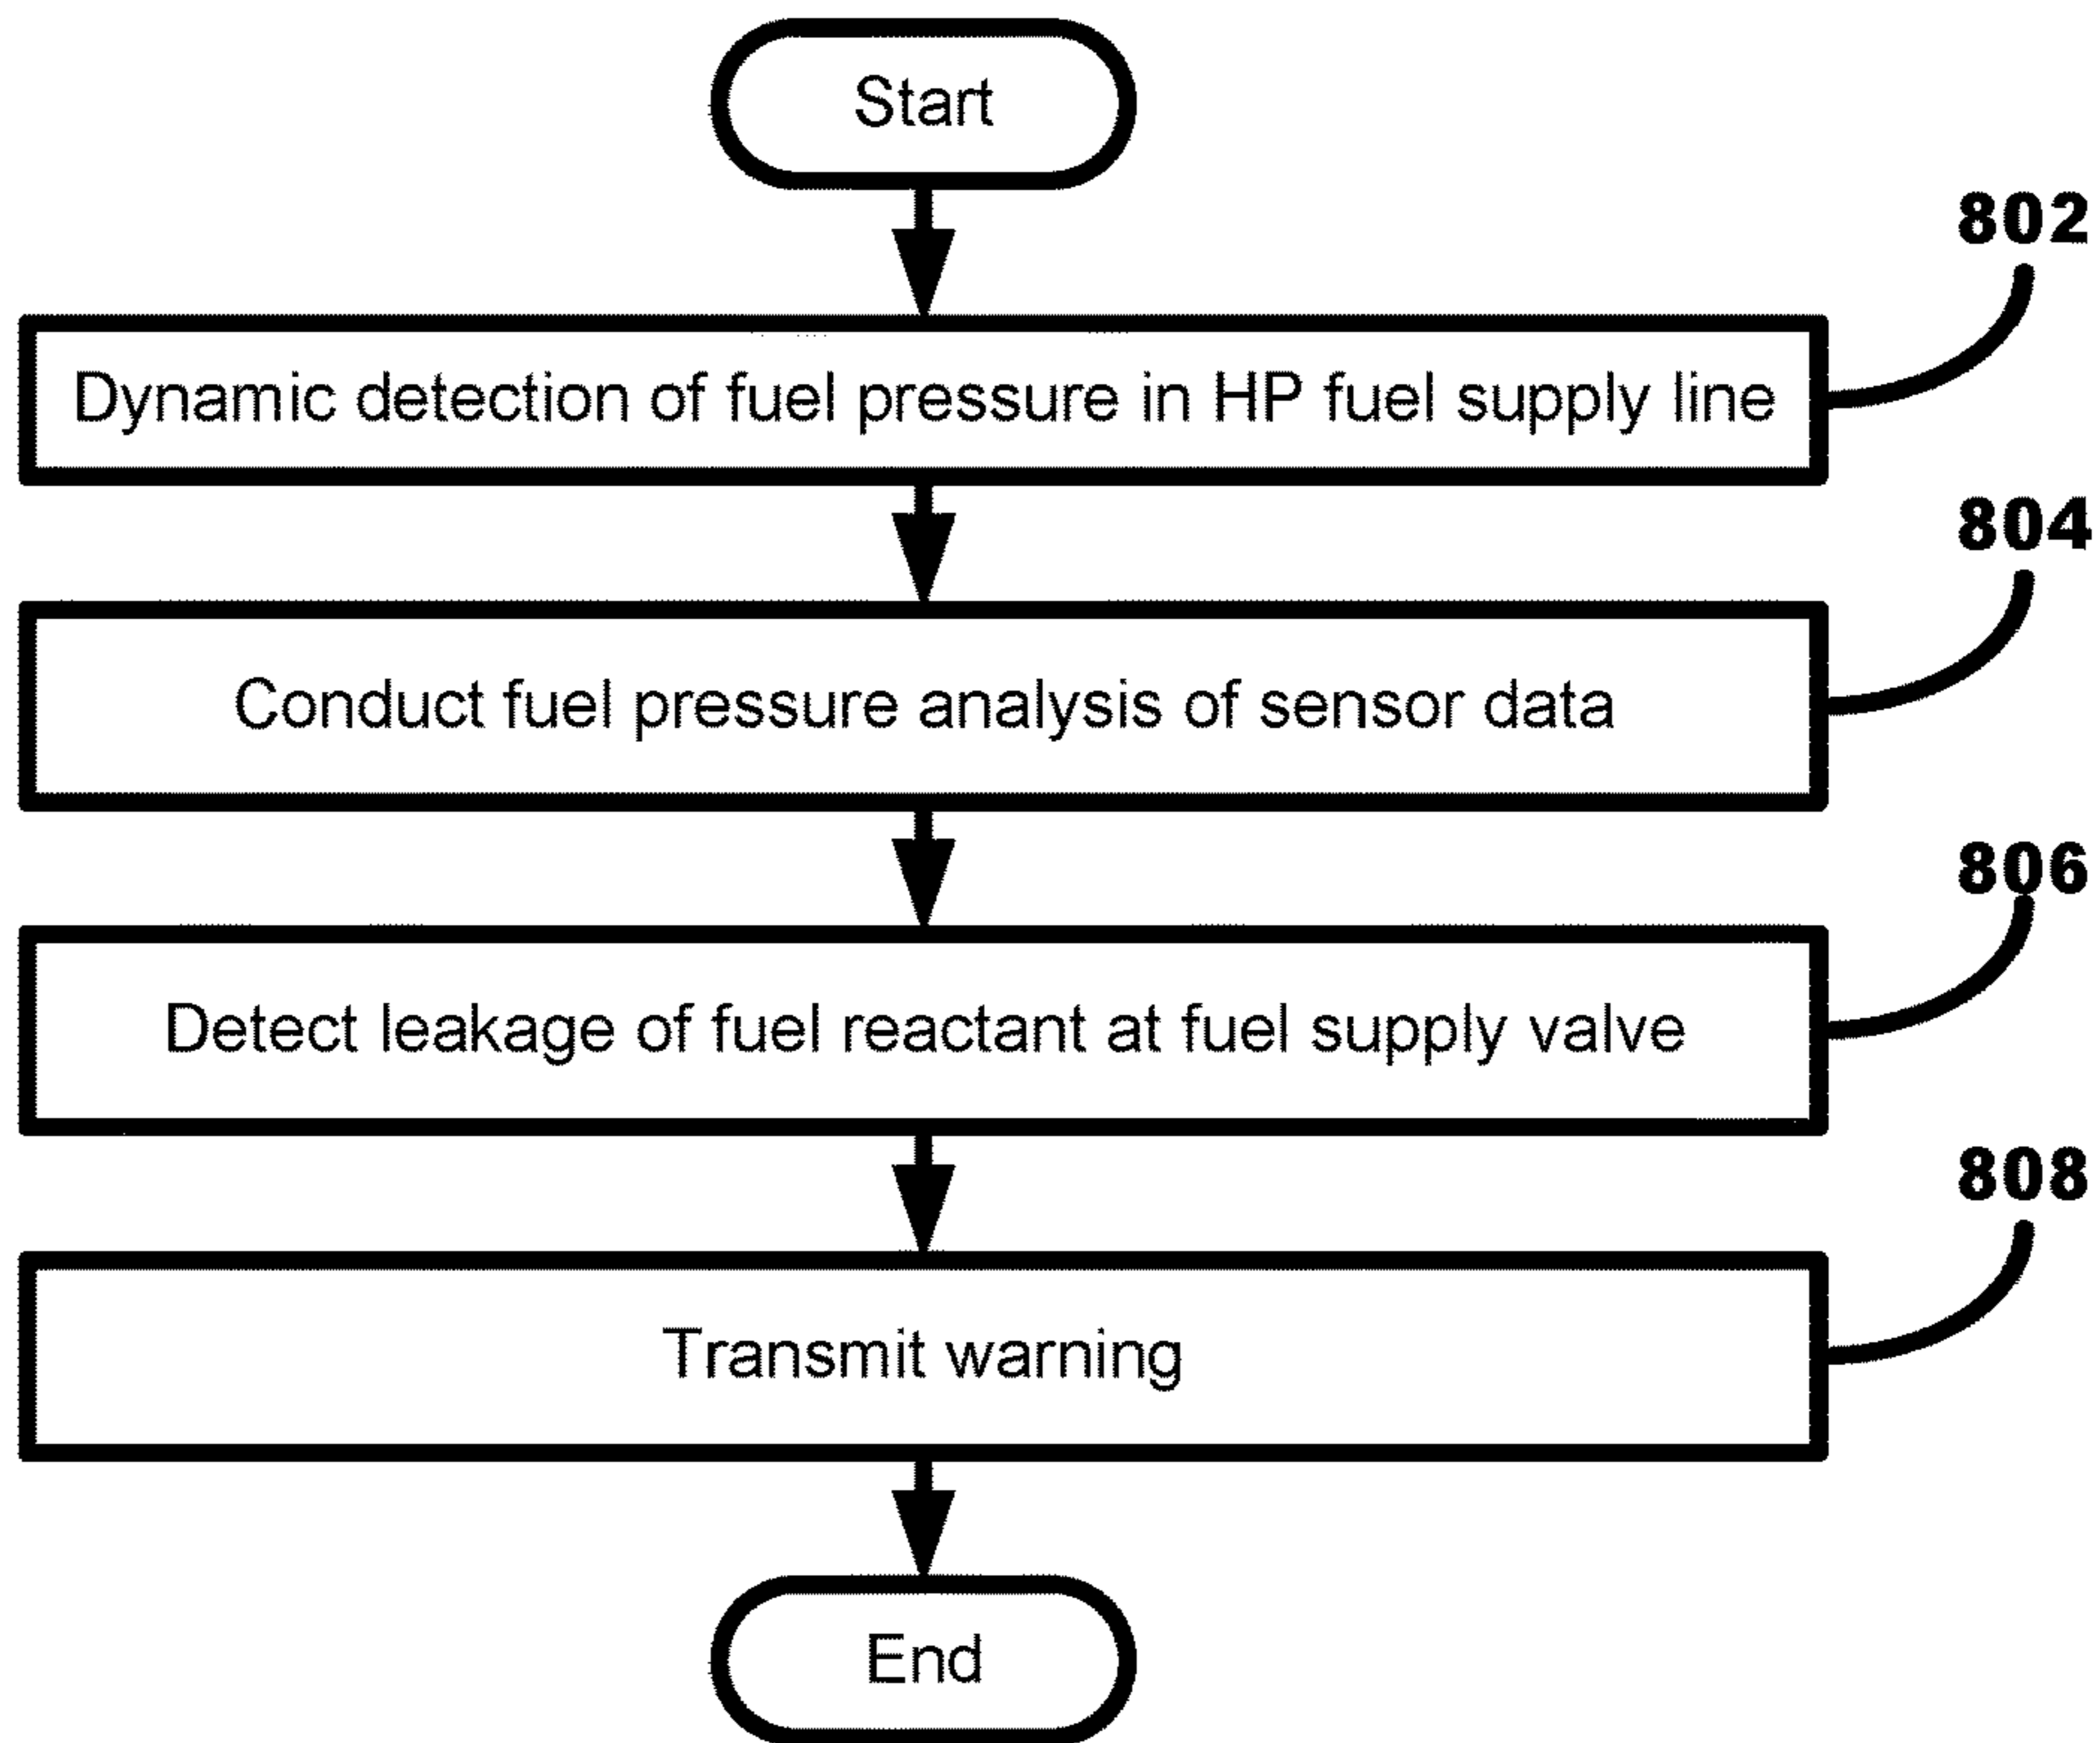 Start
802
Dynamic detection of fuel pressure in HP fuel supply line
804
Conduct fuel pressure analysis of sensor data
806
Detect leakage of fuel reactant at fuel supply valve
808
Transmit warning
End